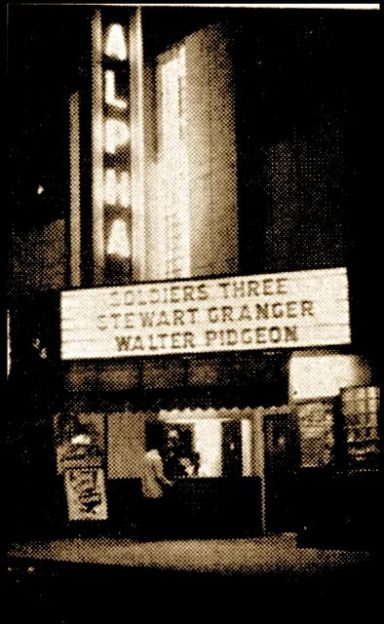 ALPHA
SOLDIERS THREE
STEWART GRANGER
WALTER PIDGEON